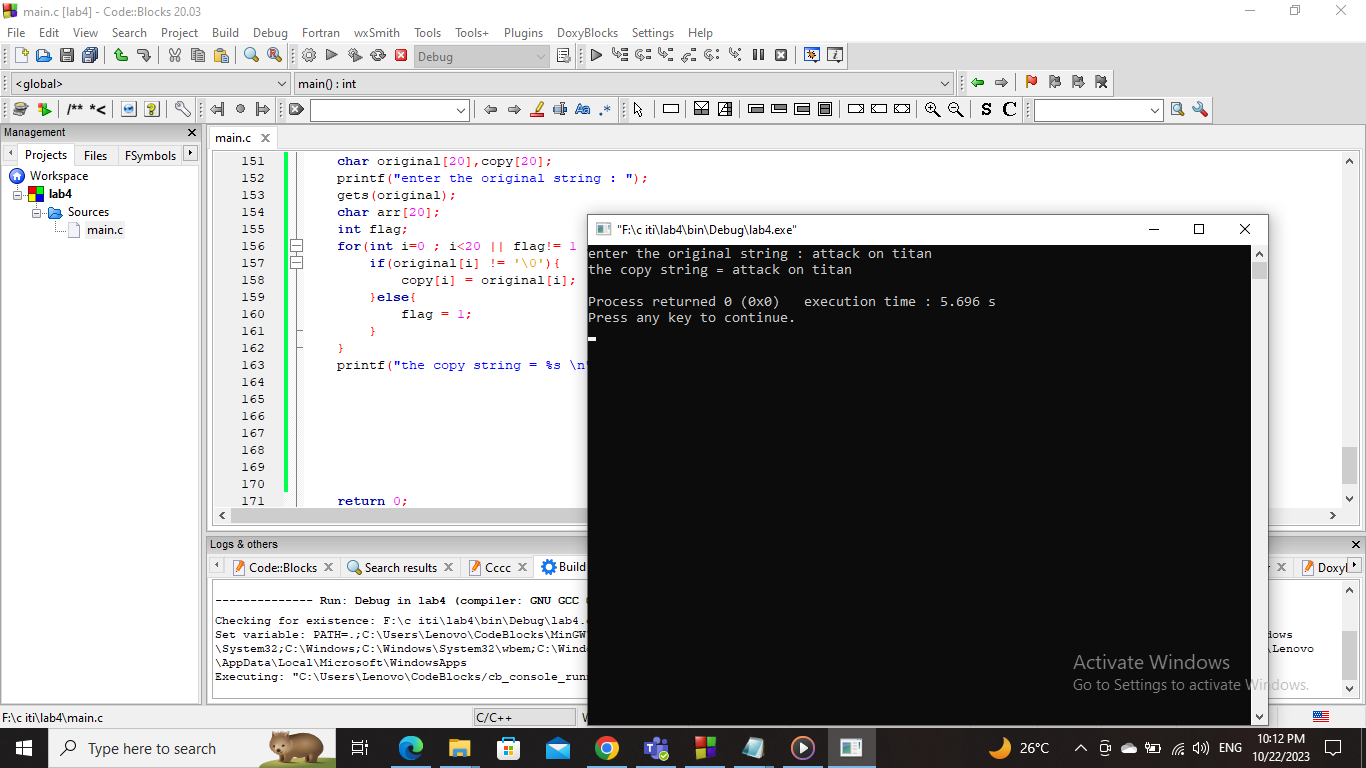 main.c [lab4] - Code::Blocks 20.03
File Edit View Search Project Build Debug Fortran wxSmith Tools Tools+ Plugins DoxyBlocks Settings Help
Debug
<global> main() : int
/** *< Aa .* S C
Management
Projects Files FSymbols
Workspace
lab4
Sources
main.c
main.c
151 char original[20],copy[20];
152 printf("enter the original string : ");
153 gets(original);
154 char arr[20];
155 int flag;
156 for(int i=0 ; i<20 || flag!= 1
157 if(original[i] != '\0'){
158 copy[i] = original[i];
159 }else{
160 flag = 1;
161 }
162 }
163 printf("the copy string = %s \n
164
165
166
167
168
169
170
171 return 0;
"F:\c iti\lab4\bin\Debug\lab4.exe"
enter the original string : attack on titan
the copy string = attack on titan
Process returned 0 (0x0) execution time : 5.696 s
Press any key to continue.
Logs & others
Code::Blocks Search results Cccc Build
-------------- Run: Debug in lab4 (compiler: GNU GCC
Checking for existence: F:\c iti\lab4\bin\Debug\lab4.
Set variable: PATH=.;C:\Users\Lenovo\CodeBlocks\MinGW
\System32;C:\Windows;C:\Windows\System32\wbem;C:\Wind \Lenovo
\AppData\Local\Microsoft\WindowsApps
Executing: "C:\Users\Lenovo\CodeBlocks/cb_console_run
Activate Windows
Go to Settings to activate Windows.
F:\c iti\lab4\main.c C/C++
Type here to search
26°C ENG 10:12 PM
10/22/2023